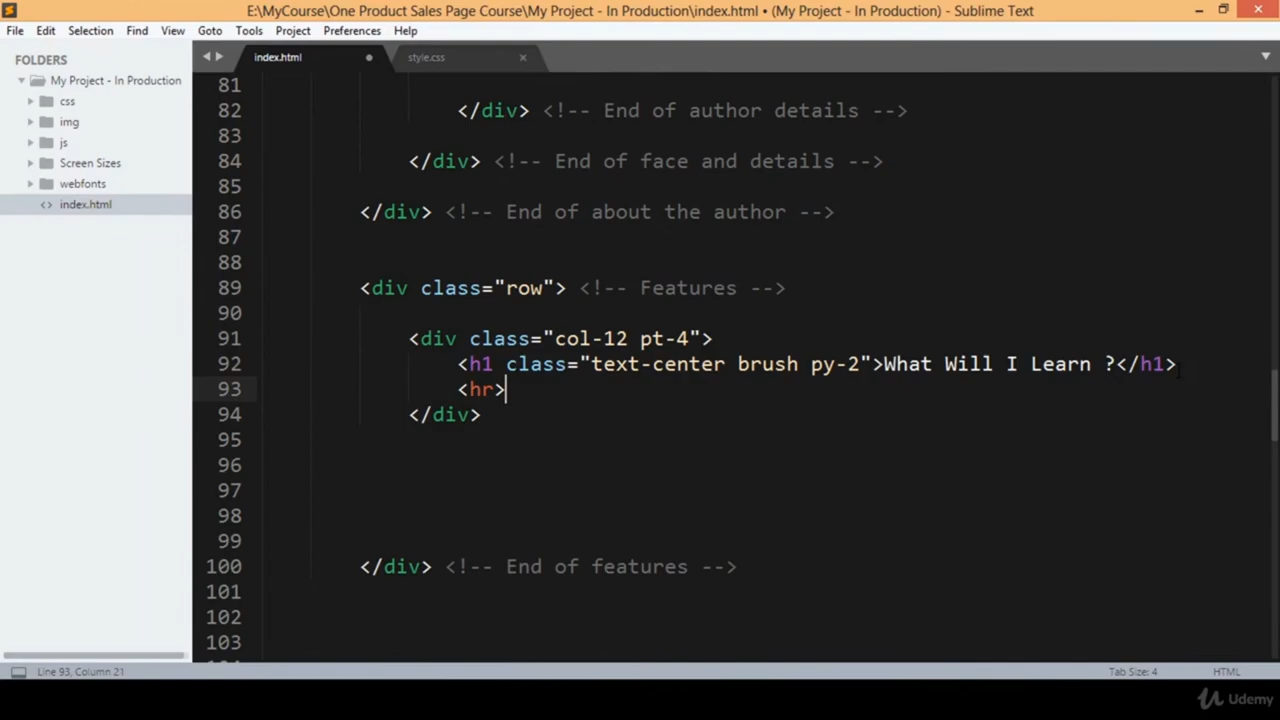 E:\MyCourse\One Product Sales Page Course\My Project - In Production\index.html • (My Project - In Production) - Sublime Text
File Edit Selection Find View Goto Tools Project Preferences Help
FOLDERS
My Project - In Production
css
img
js
Screen Sizes
webfonts
<> index.html
index.html
style.css
81
82 </div> <!-- End of author details -->
83
84 </div> <!-- End of face and details -->
85
86 </div> <!-- End of about the author -->
87
88
89 <div class="row"> <!-- Features -->
90
91 <div class="col-12 pt-4">
92 <h1 class="text-center brush py-2">What Will I Learn ?</h1>
93 <hr>
94 </div>
95
96
97
98
99
100 </div> <!-- End of features -->
101
102
103
Line 93, Column 21
Tab Size: 4
HTML
Udemy